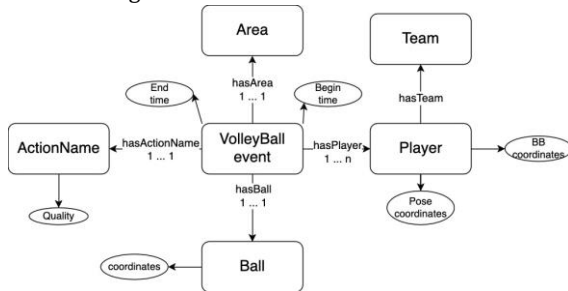 Area
Team
hasArea
1 ... 1
End
time
Begin
time
hasTeam
ActionName
hasActionName
1 ... 1
VolleyBall
event
hasPlayer
1 ... n
Player
BB
coordinates
hasBall
1 ... 1
Quality
Pose
coordinates
coordinates
Ball